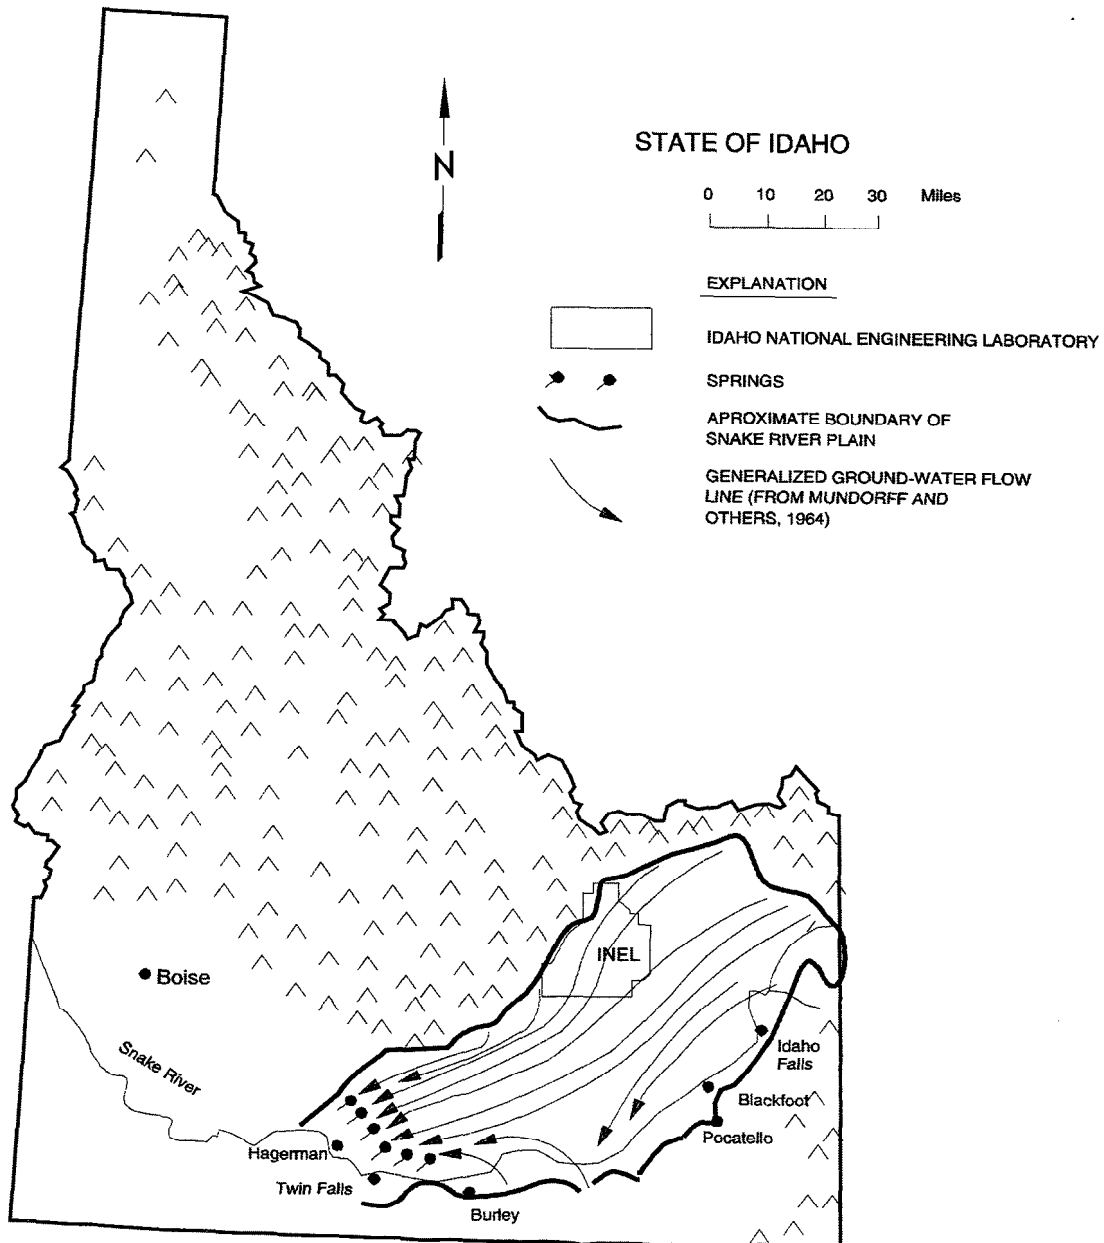 N
STATE OF IDAHO
0 10 20 30 Miles
EXPLANATION
IDAHO NATIONAL ENGINEERING LABORATORY
SPRINGS
APROXIMATE BOUNDARY OF
SNAKE RIVER PLAIN
GENERALIZED GROUND-WATER FLOW
LINE (FROM MUNDORFF AND
OTHERS, 1964)
INEL
Boise
Snake River
Idaho
Falls
Blackfoot
Pocatello
Hagerman
Twin Falls
Burley